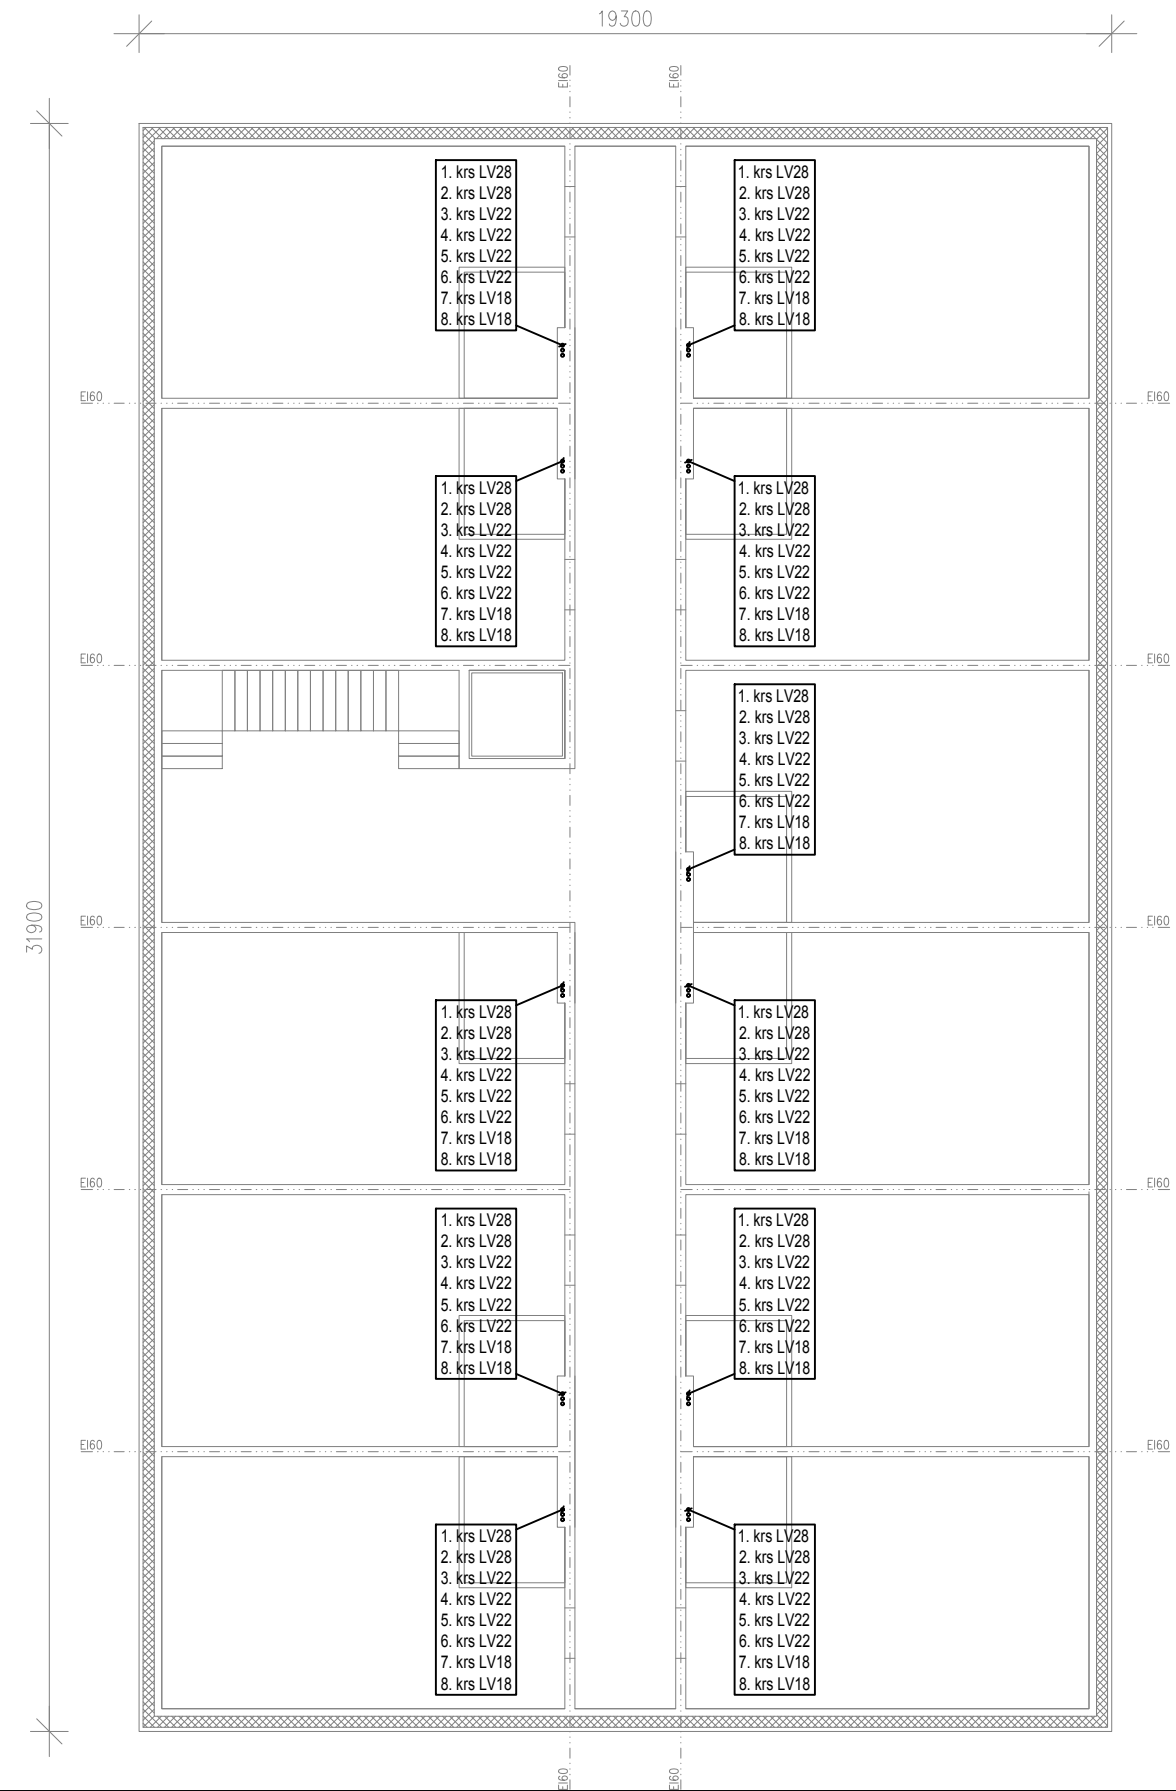 19300
EI60
EI60
1. krs LV28
2. krs LV28
3. krs LV22
4. krs LV22
5. krs LV22
6. krs LV22
7. krs LV18
8. krs LV18
1. krs LV28
2. krs LV28
3. krs LV22
4. krs LV22
5. krs LV22
6. krs LV22
7. krs LV18
8. krs LV18
EI60
EI60
1. krs LV28
2. krs LV28
3. krs LV22
4. krs LV22
5. krs LV22
6. krs LV22
7. krs LV18
8. krs LV18
1. krs LV28
2. krs LV28
3. krs LV22
4. krs LV22
5. krs LV22
6. krs LV22
7. krs LV18
8. krs LV18
EI60
EI60
1. krs LV28
2. krs LV28
3. krs LV22
4. krs LV22
5. krs LV22
6. krs LV22
7. krs LV18
8. krs LV18
31900
EI60
EI60
1. krs LV28
2. krs LV28
3. krs LV22
4. krs LV22
5. krs LV22
6. krs LV22
7. krs LV18
8. krs LV18
1. krs LV28
2. krs LV28
3. krs LV22
4. krs LV22
5. krs LV22
6. krs LV22
7. krs LV18
8. krs LV18
EI60
EI60
1. krs LV28
2. krs LV28
3. krs LV22
4. krs LV22
5. krs LV22
6. krs LV22
7. krs LV18
8. krs LV18
1. krs LV28
2. krs LV28
3. krs LV22
4. krs LV22
5. krs LV22
6. krs LV22
7. krs LV18
8. krs LV18
EI60
EI60
1. krs LV28
2. krs LV28
3. krs LV22
4. krs LV22
5. krs LV22
6. krs LV22
7. krs LV18
8. krs LV18
1. krs LV28
2. krs LV28
3. krs LV22
4. krs LV22
5. krs LV22
6. krs LV22
7. krs LV18
8. krs LV18
EI60
EI60